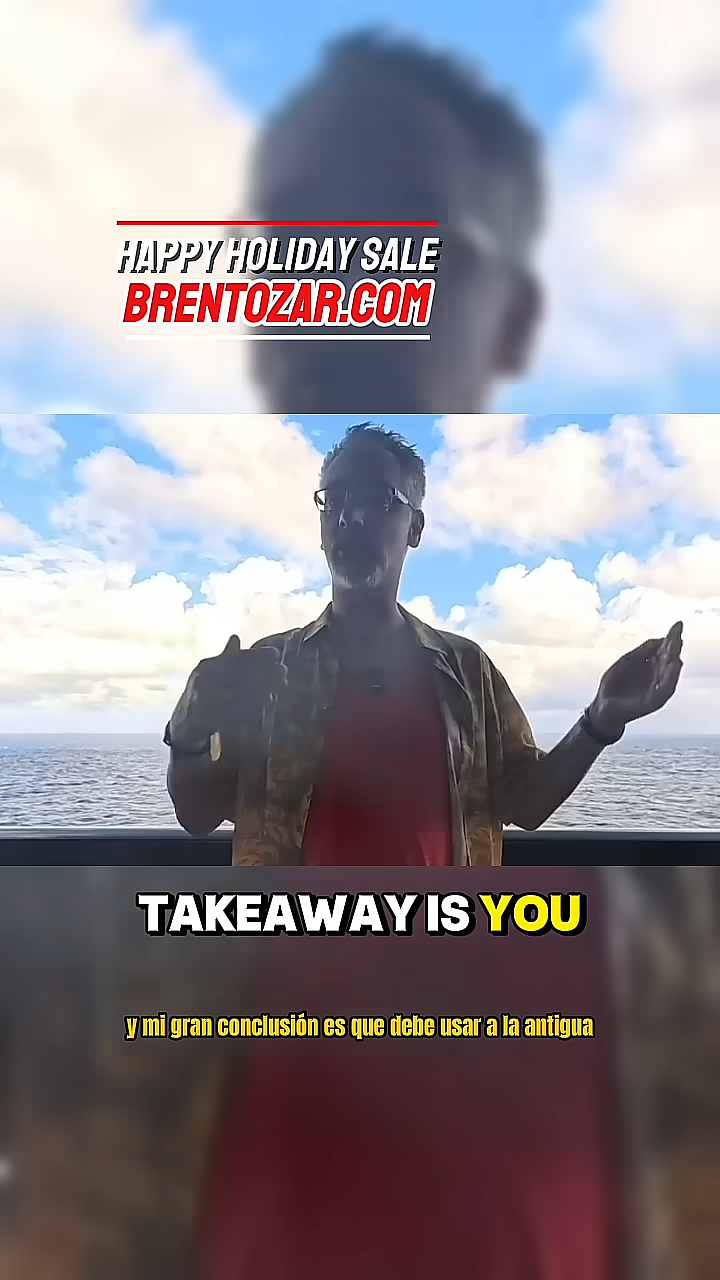 HAPPY HOLIDAY SALE
BRENTOZAR.COM
TAKEAWAY IS YOU
y mi gran conclusión es que debe usar a la antigua